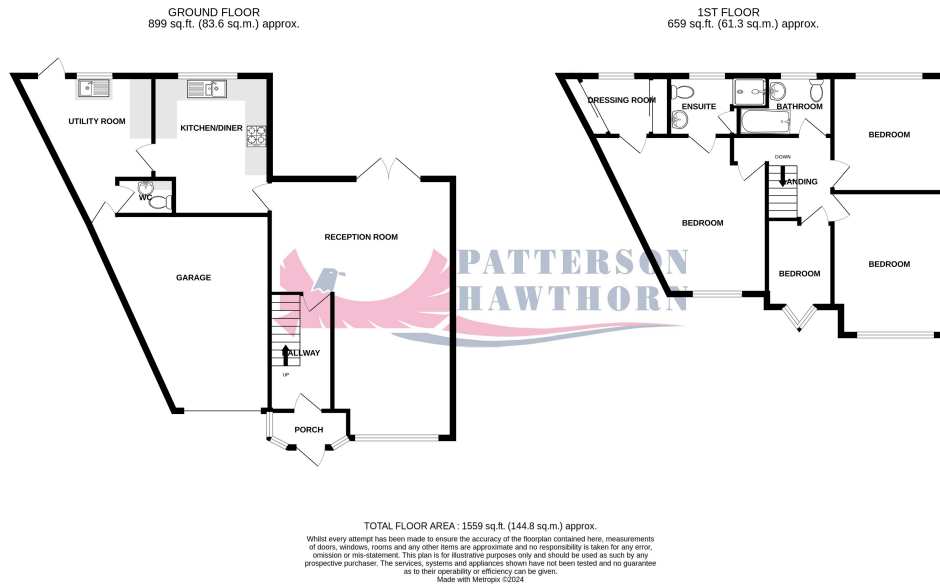 GROUND FLOOR
899 sq.ft. (83.6 sq.m.) approx.
1ST FLOOR
659 sq.ft. (61.3 sq.m.) approx.
UTILITY ROOM
KITCHEN/DINER
WC
RECEPTION ROOM
GARAGE
HALLWAY
UP
PORCH
DRESSING ROOM
ENSUITE
BATHROOM
BEDROOM
DOWN
LANDING
BEDROOM
BEDROOM
BEDROOM
PATTERSON
HAWTHORN
TOTAL FLOOR AREA : 1559 sq.ft. (144.8 sq.m.) approx.
Whilst every attempt has been made to ensure the accuracy of the floorplan contained here, measurements
of doors, windows, rooms and any other items are approximate and no responsibility is taken for any error,
omission or mis-statement. This plan is for illustrative purposes only and should be used as such by any
prospective purchaser. The services, systems and appliances shown have not been tested and no guarantee
as to their operability or efficiency can be given.
Made with Metropix ©2024